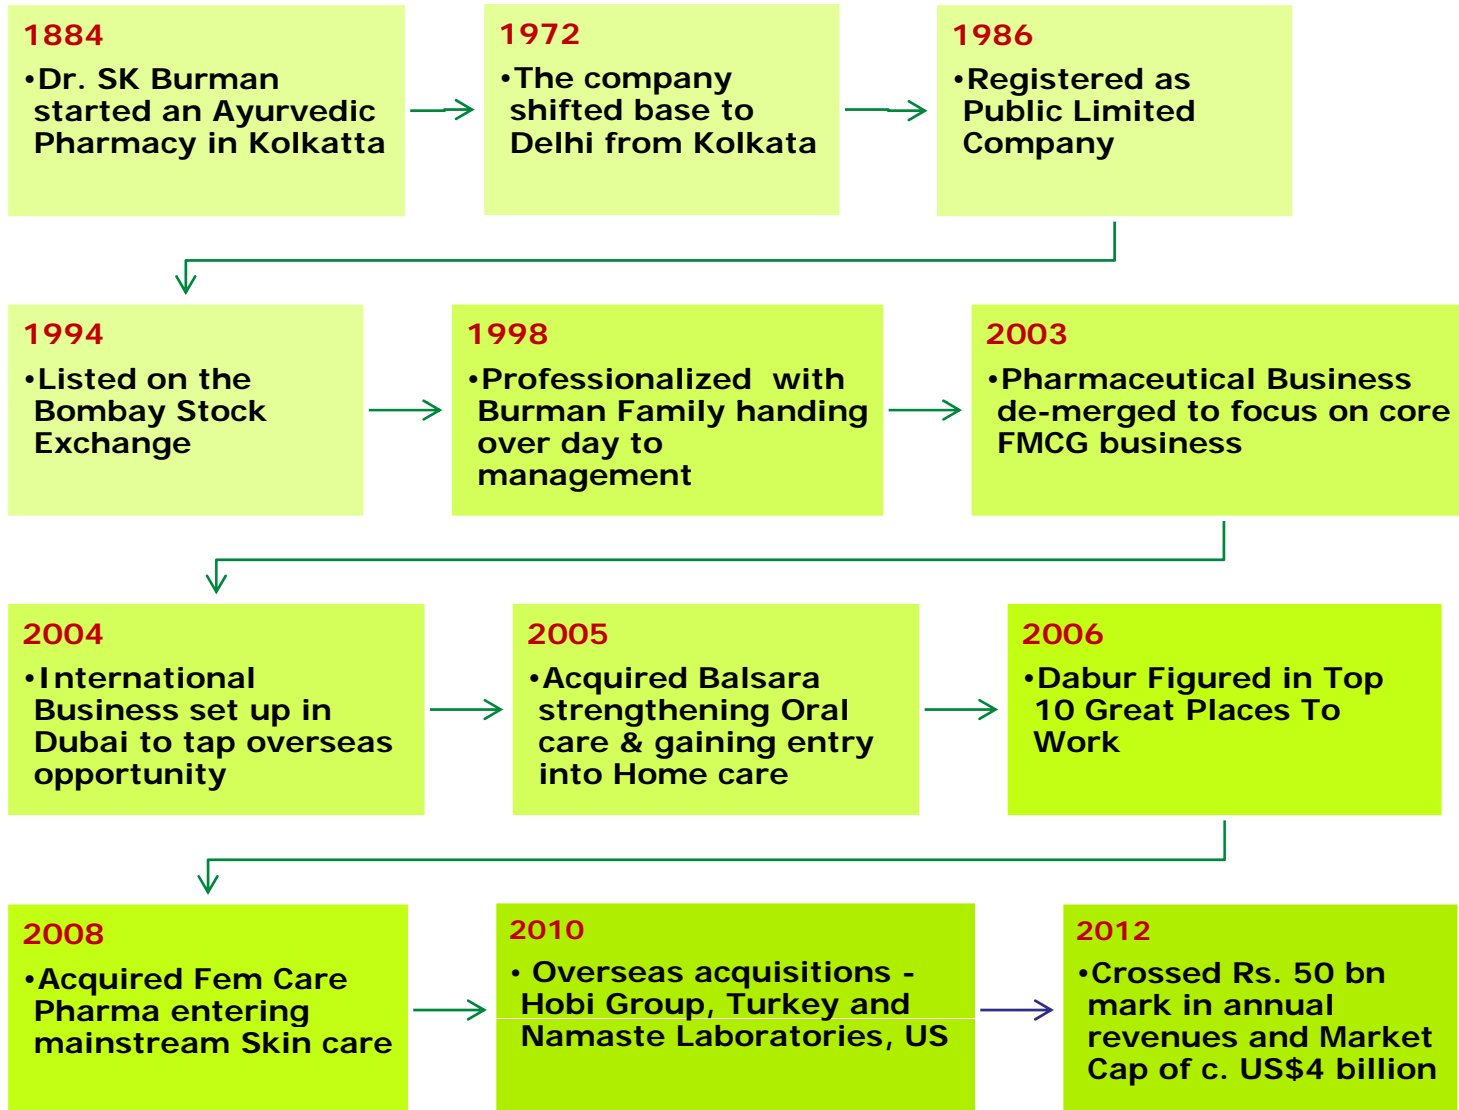 1884
•Dr. SK Burman
started an Ayurvedic
Pharmacy in Kolkatta
1972
•The company
shifted base to
Delhi from Kolkata
1986
•Registered as
Public Limited
Company
1994
•Listed on the
Bombay Stock
Exchange
1998
•Professionalized with
Burman Family handing
over day to
management
2003
•Pharmaceutical Business
de-merged to focus on core
FMCG business
2004
•International
Business set up in
Dubai to tap overseas
opportunity
2005
•Acquired Balsara
strengthening Oral
care & gaining entry
into Home care
2006
•Dabur Figured in Top
10 Great Places To
Work
2008
•Acquired Fem Care
Pharma entering
mainstream Skin care
2010
• Overseas acquisitions -
Hobi Group, Turkey and
Namaste Laboratories, US
2012
•Crossed Rs. 50 bn
mark in annual
revenues and Market
Cap of c. US$4 billion